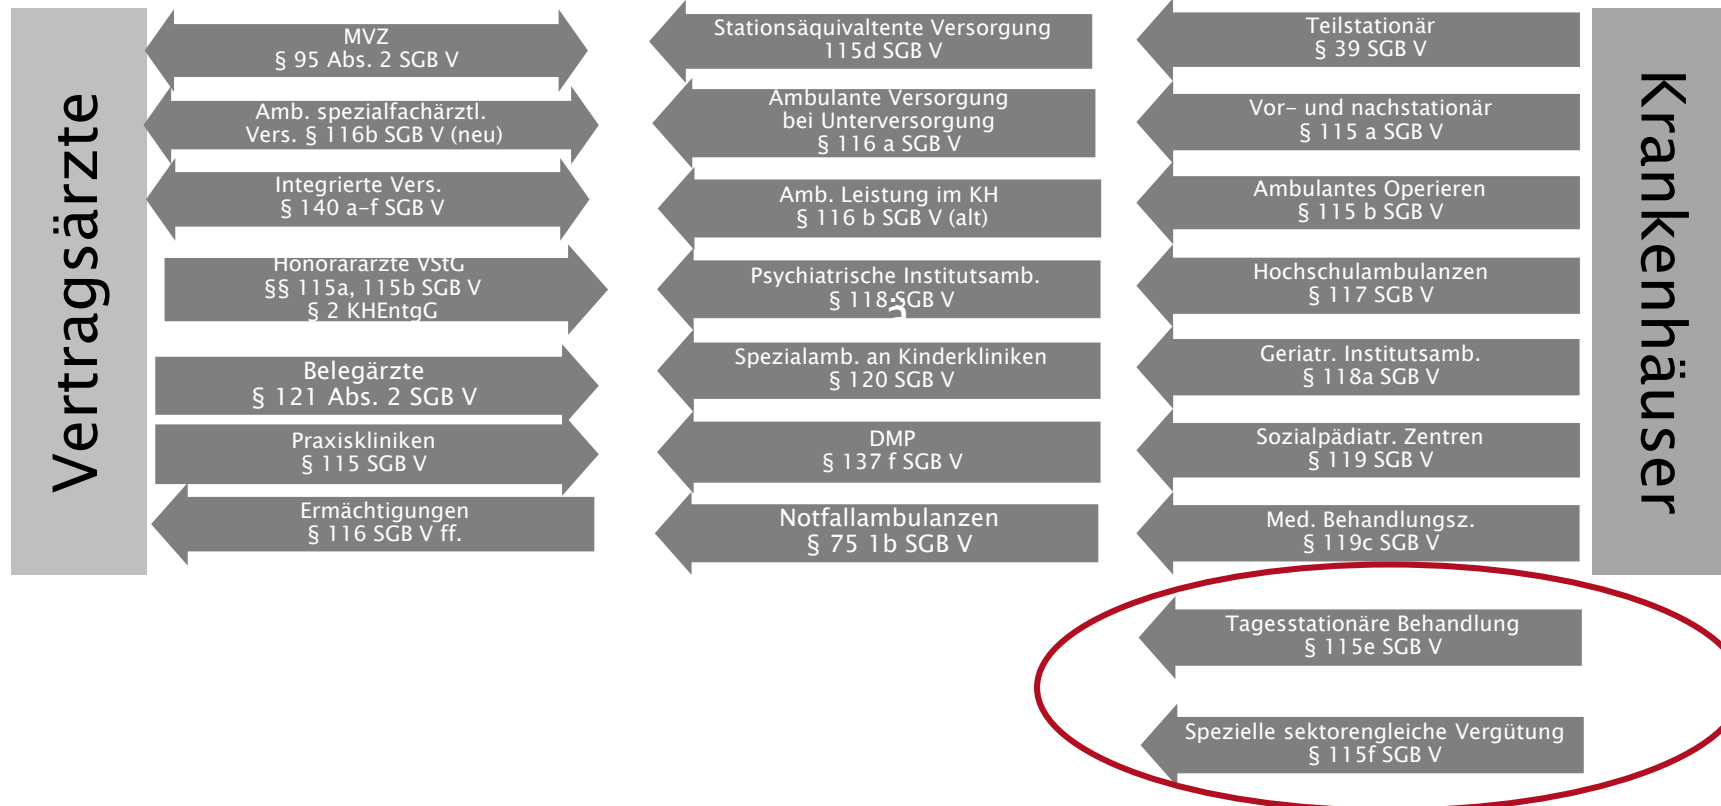 Vertragsärzte
MVZ
§ 95 Abs. 2 SGB V
Amb. spezialfachärztl.
Vers. § 116b SGB V (neu)
Integrierte Vers.
§ 140 a–f SGB V
Honorarärzte VStG
§§ 115a, 115b SGB V
§ 2 KHEntgG
Belegärzte
§ 121 Abs. 2 SGB V
Praxiskliniken
§ 115 SGB V
Ermächtigungen
§ 116 SGB V ff.
Stationsäquivaltente Versorgung
115d SGB V
Ambulante Versorgung
bei Unterversorgung
§ 116 a SGB V
Amb. Leistung im KH
§ 116 b SGB V (alt)
Psychiatrische Institutsamb.
§ 118 SGB V
Spezialamb. an Kinderkliniken
§ 120 SGB V
DMP
§ 137 f SGB V
Notfallambulanzen
§ 75 1b SGB V
Teilstationär
§ 39 SGB V
Vor– und nachstationär
§ 115 a SGB V
Ambulantes Operieren
§ 115 b SGB V
Hochschulambulanzen
§ 117 SGB V
Geriatr. Institutsamb.
§ 118a SGB V
Sozialpädiatr. Zentren
§ 119 SGB V
Med. Behandlungsz.
§ 119c SGB V
Tagesstationäre Behandlung
§ 115e SGB V
Spezielle sektorengleiche Vergütung
§ 115f SGB V
Krankenhäuser